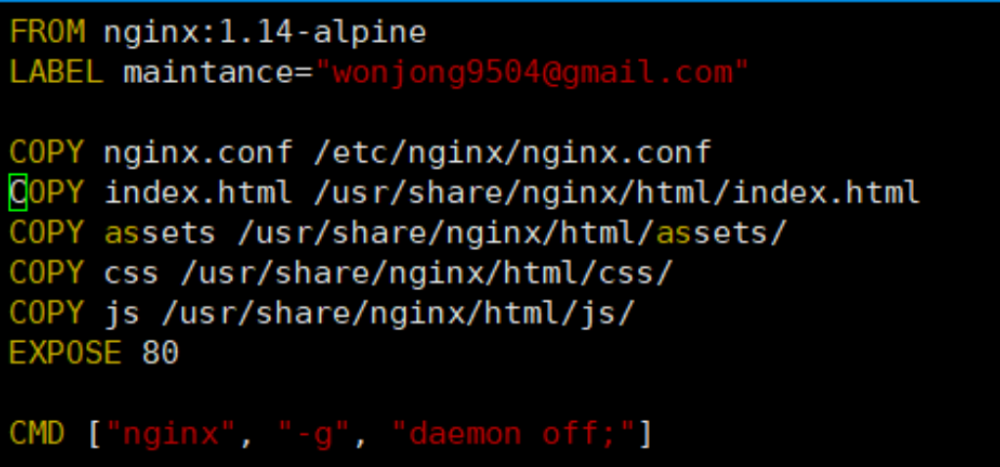 FROM nginx:1.14-alpine
LABEL maintance="wonjong9504@gmail.com"
COPY nginx.conf /etc/nginx/nginx.conf
COPY index.html /usr/share/nginx/html/index.html
COPY assets /usr/share/nginx/html/assets/
COPY css /usr/share/nginx/html/css/
COPY js /usr/share/nginx/html/js/
EXPOSE 80
CMD ["nginx", "-g", "daemon off;"]